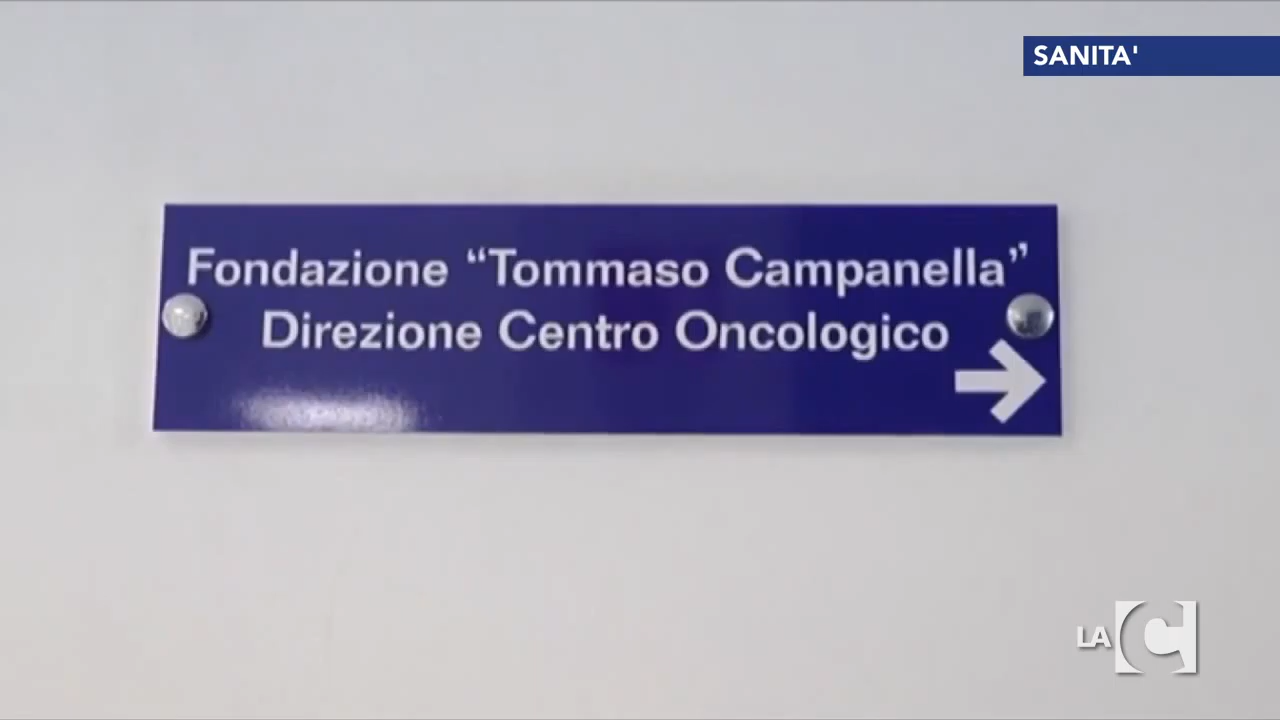 SANITA'
Fondazione “Tommaso Campanella”
Direzione Centro Oncologico
LA C